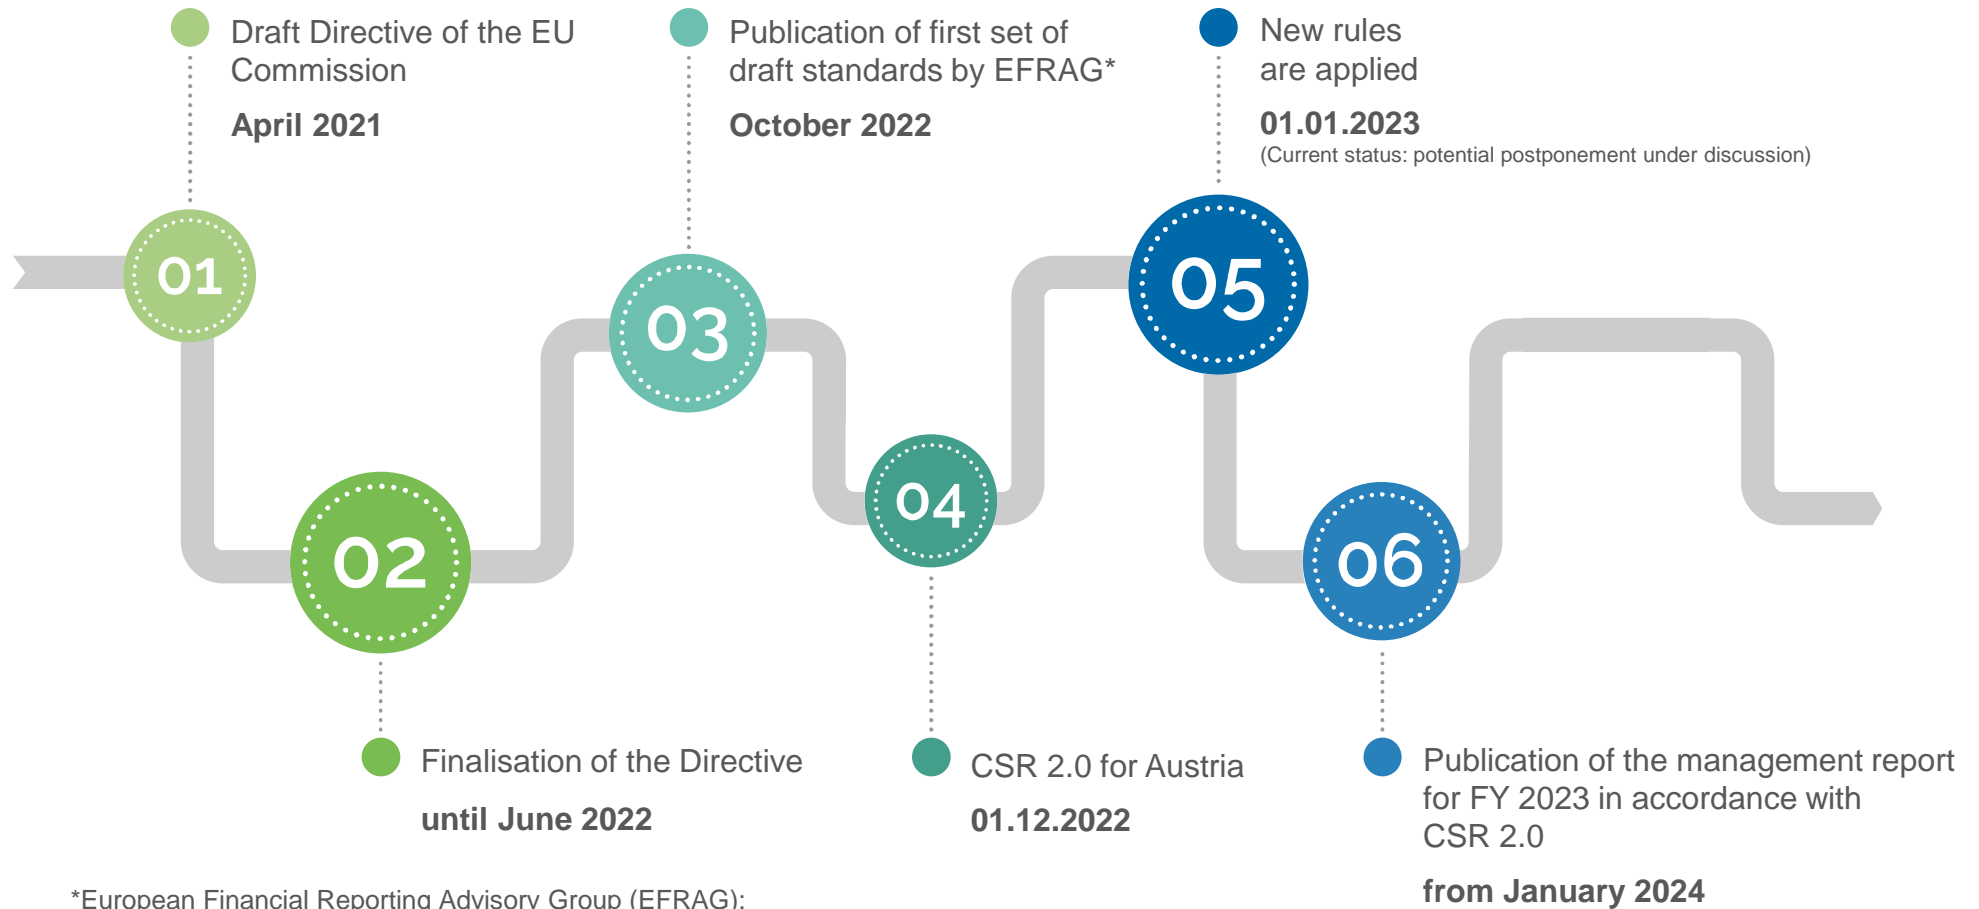 Draft Directive of the EU
Commission
April 2021
Publication of first set of
draft standards by EFRAG*
October 2022
New rules
are applied
01.01.2023
(Current status: potential postponement under discussion)
01
02
03
04
05
06
Finalisation of the Directive
until June 2022
CSR 2.0 for Austria
01.12.2022
Publication of the management report
for FY 2023 in accordance with
CSR 2.0
from January 2024
*European Financial Reporting Advisory Group (EFRAG):